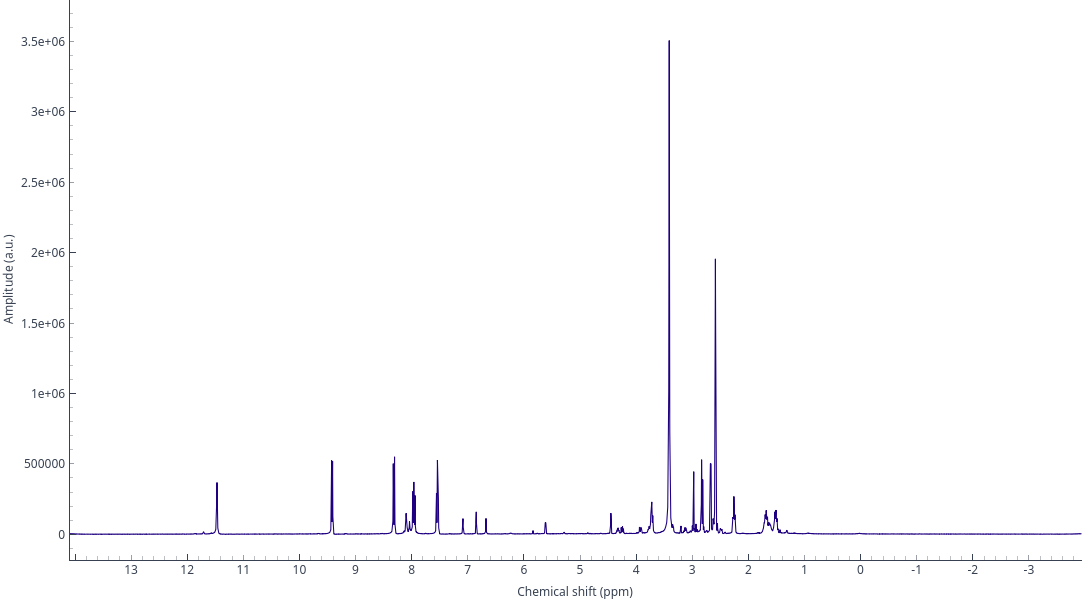 3.5e+06
3e+06
2.5e+06
2e+06
1.5e+06
1e+06
500000
0
Amplitude (a.u.)
13 12 11 10 9 8 7 6 5 4 3 2 1 0 -1 -2 -3
Chemical shift (ppm)